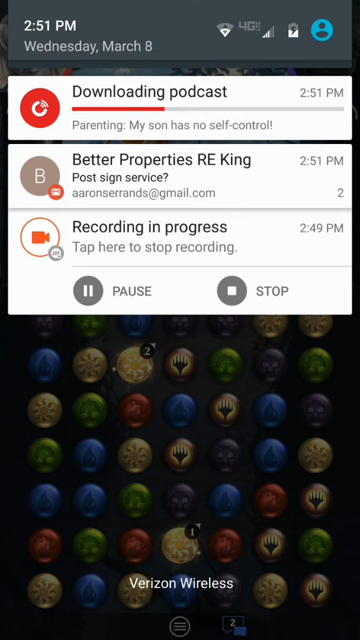 2:51 PM
4G
Wednesday, March 8
Downloading podcast
2:51 PM
Parenting: My son has no self-control!
B
Better Properties RE King
2:51 PM
Post sign service?
aaronserrands@gmail.com
2
Recording in progress
2:49 PM
Tap here to stop recording.
PAUSE
STOP
2
1
Verizon Wireless
2